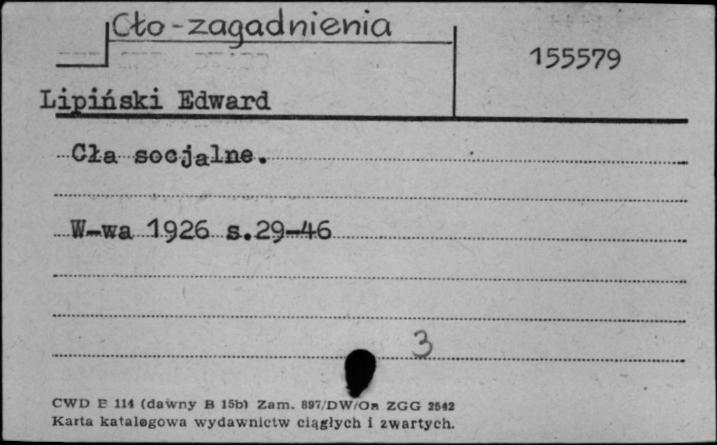 Cło-zagadnienia
155579
Lipiński Edward
Cła socjalne.
W-wa 1926 s.29-46
3
CWD E 114 (dawny B 15b) Zam. 897/DW/On ZGG 2542
Karta katalogowa wydawnictw ciągłych i zwartych.